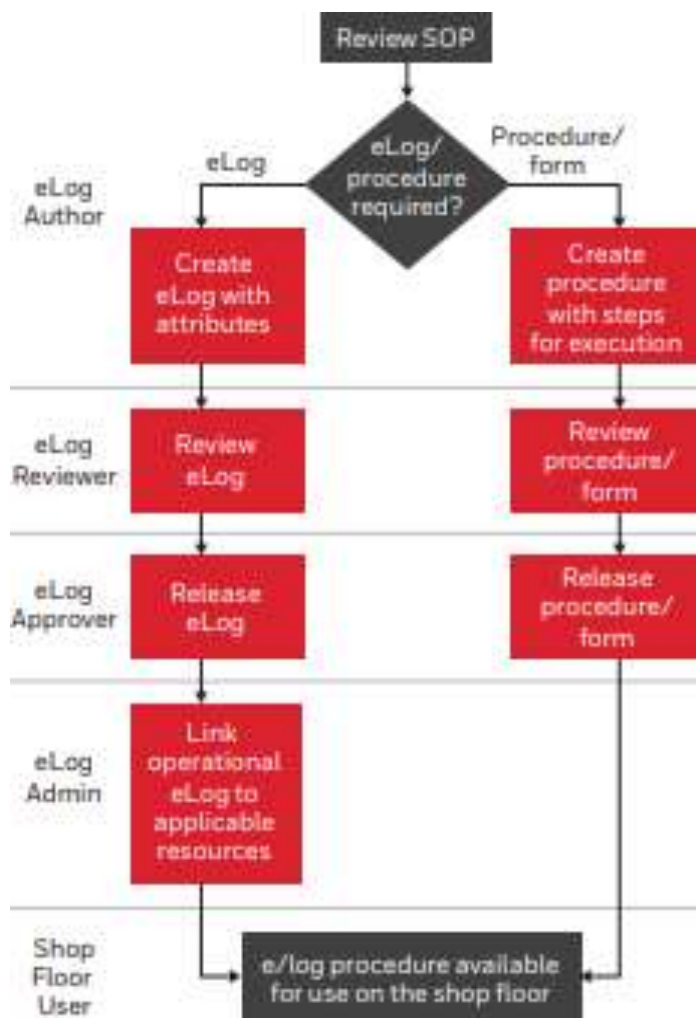 Review SOP
eLog/
procedure
required?
eLog
Procedure/
form
eLog
Author
Create
eLog with
attributes
Create
procedure
with steps
for execution
eLog
Reviewer
Review
eLog
Review
procedure/
form
eLog
Approver
Release
eLog
Release
procedure/
form
eLog
Admin
Link
operational
eLog to
applicable
resources
Shop
Floor
User
e/log procedure available
for use on the shop floor